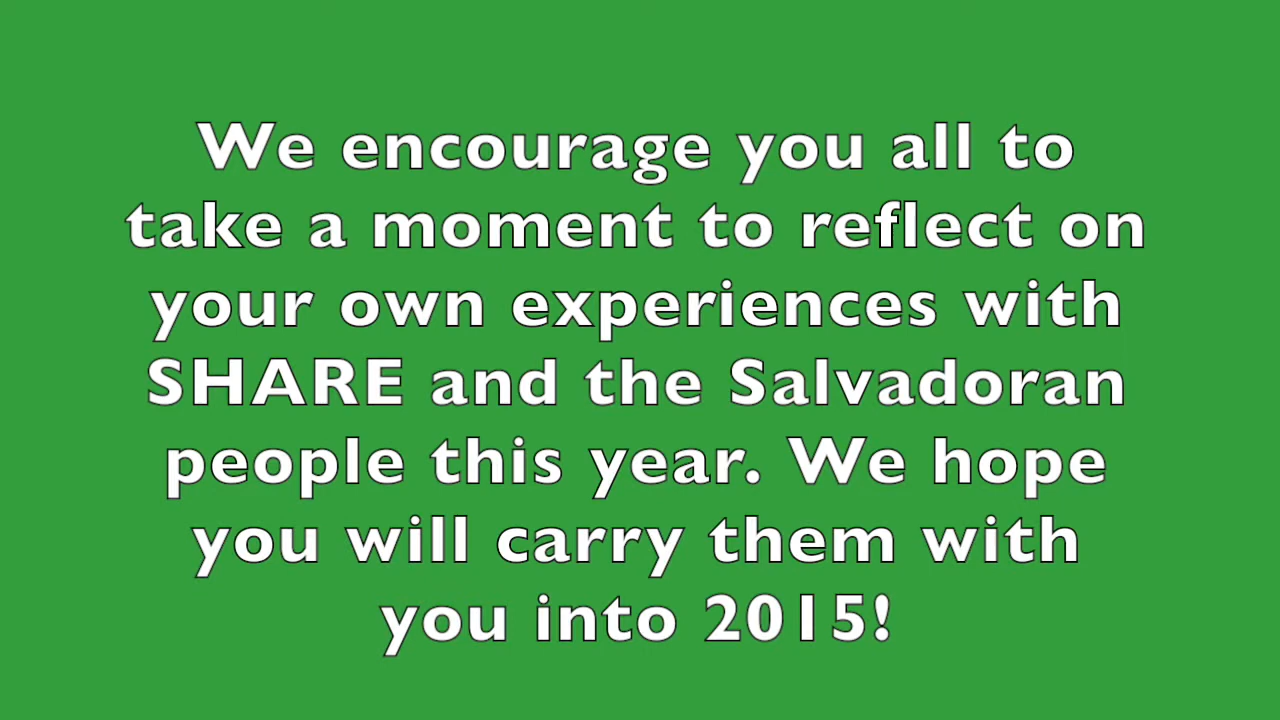 We encourage you all to
take a moment to reflect on
your own experiences with
SHARE and the Salvadoran
people this year. We hope
you will carry them with
you into 2015!